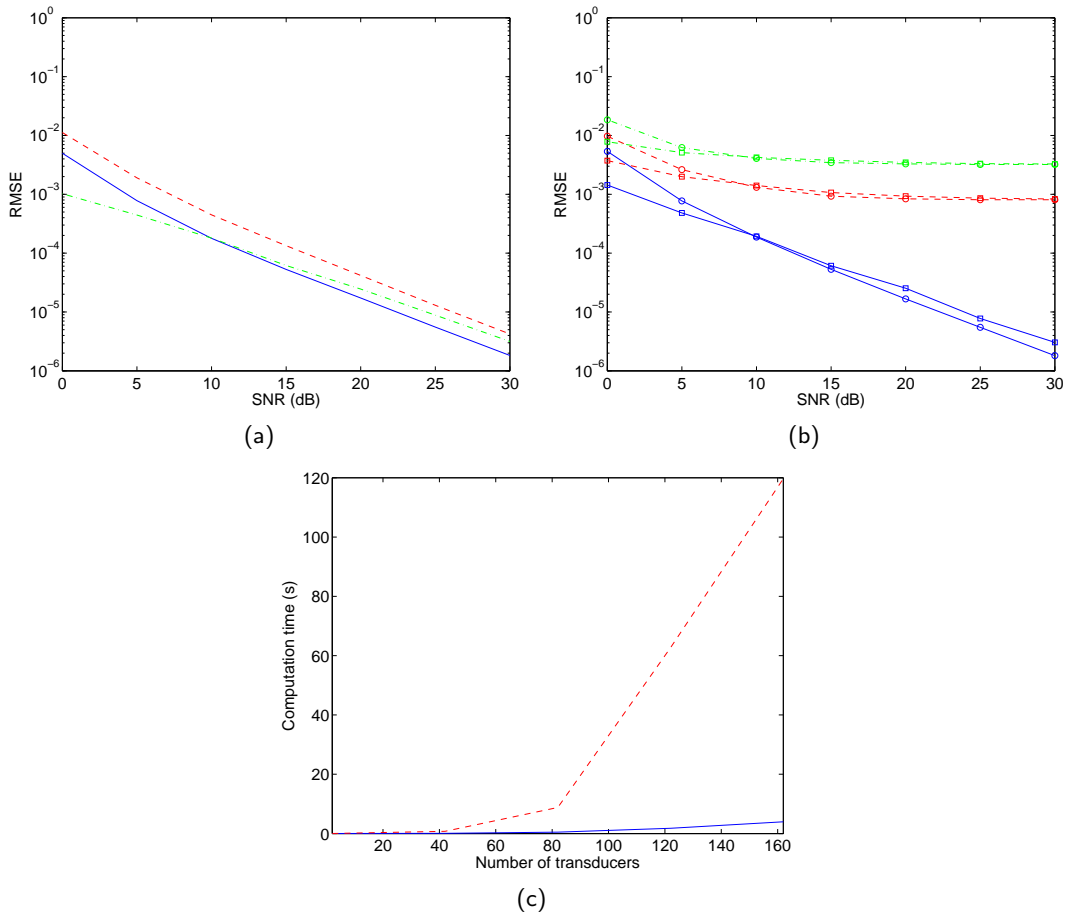 10^0
10^−1
10^−2
10^−3
10^−4
10^−5
10^−6
RMSE
0 5 10 15 20 25 30
SNR (dB)
(a)
10^0
10^−1
10^−2
10^−3
10^−4
10^−5
10^−6
RMSE
0 5 10 15 20 25 30
SNR (dB)
(b)
120
100
80
60
40
20
0
Computation time (s)
20 40 60 80 100 120 140 160
Number of transducers
(c)